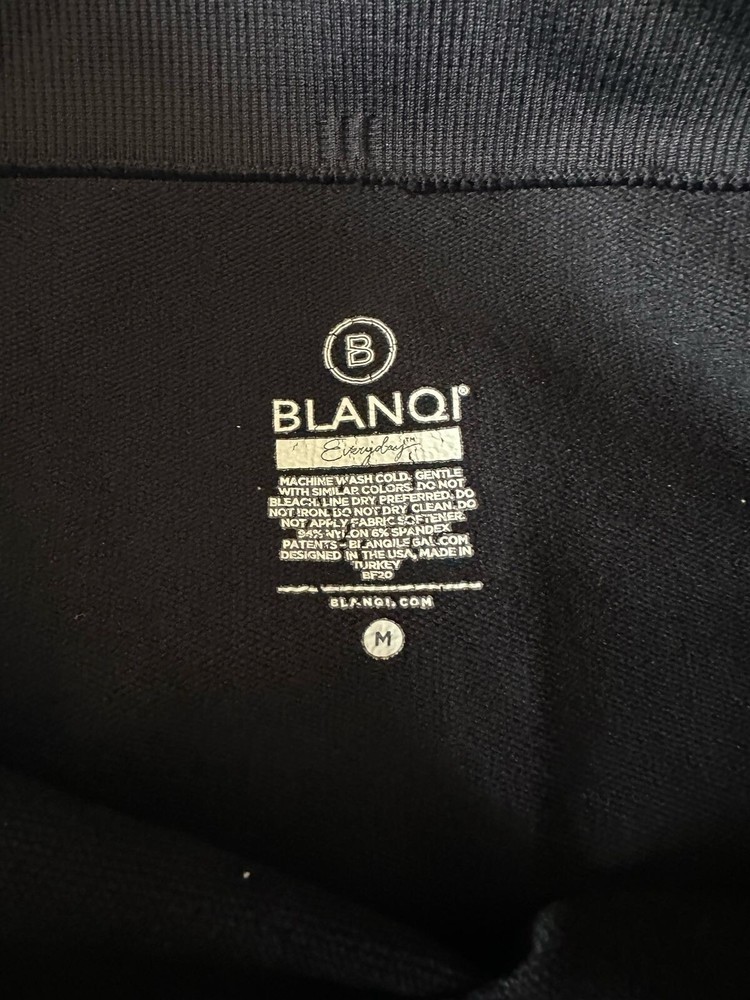 B
BLANQI®
Everyday™
MACHINE WASH COLD. GENTLE
WITH SIMILAR COLORS. DO NOT
BLEACH. LINE DRY PREFERRED. DO
NOT IRON. DO NOT DRY CLEAN. DO
NOT APPLY FABRIC SOFTENER.
94% NYLON 6% SPANDEX
PATENTS - BLANQILEGAL.COM
DESIGNED IN THE USA, MADE IN
TURKEY
BF20
BLANQI.COM
M